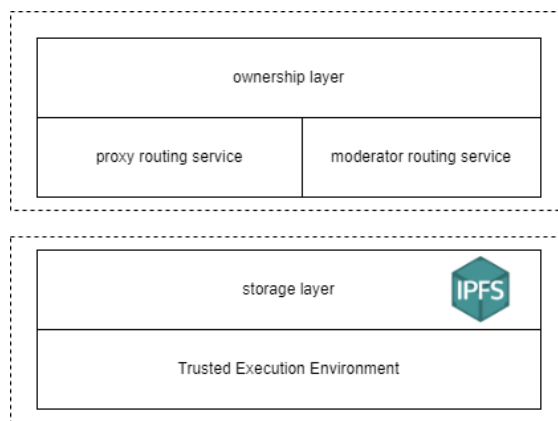 ownership layer
proxy routing service
moderator routing service
storage layer
IPFS
Trusted Execution Environment